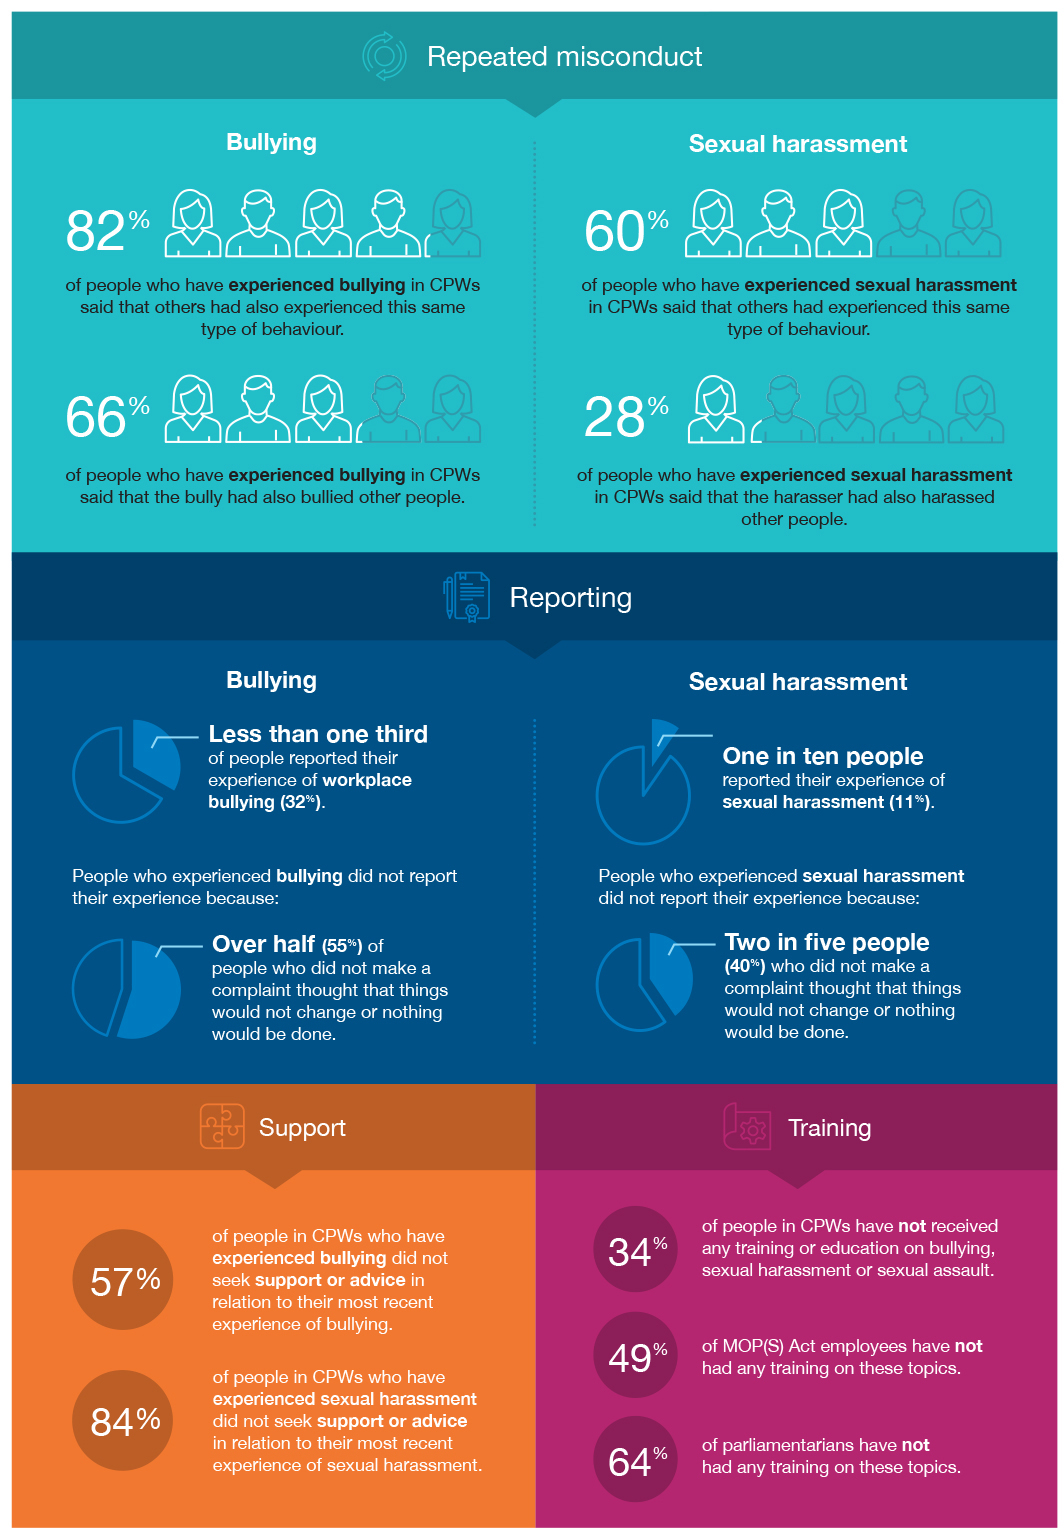 Repeated misconduct
Bullying
82%
of people who have experienced bullying in CPWs
said that others had also experienced this same
type of behaviour.
66%
of people who have experienced bullying in CPWs
said that the bully had also bullied other people.
Sexual harassment
60%
of people who have experienced sexual harassment
in CPWs said that others had experienced this same
type of behaviour.
28%
of people who have experienced sexual harassment
in CPWs said that the harasser had also harassed
other people.
Reporting
Bullying
Less than one third
of people reported their
experience of workplace
bullying (32%).
People who experienced bullying did not report
their experience because:
Over half (55%) of
people who did not make a
complaint thought that things
would not change or nothing
would be done.
Sexual harassment
One in ten people
reported their experience of
sexual harassment (11%).
People who experienced sexual harassment
did not report their experience because:
Two in five people
(40%) who did not make a
complaint thought that things
would not change or nothing
would be done.
Support
57%
of people in CPWs who have
experienced bullying did not
seek support or advice in
relation to their most recent
experience of bullying.
84%
of people in CPWs who have
experienced sexual harassment
did not seek support or advice
in relation to their most recent
experience of sexual harassment.
Training
34%
of people in CPWs have not received
any training or education on bullying,
sexual harassment or sexual assault.
49%
of MOP(S) Act employees have not
had any training on these topics.
64%
of parliamentarians have not
had any training on these topics.